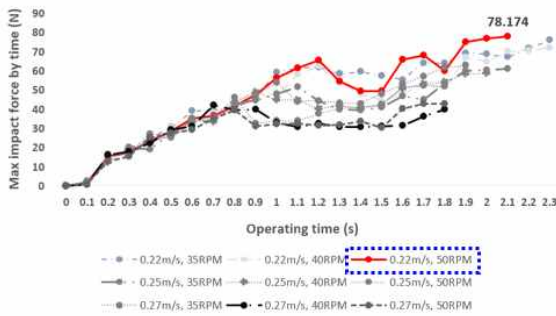 Max impact force by time (N)
90
80
70
60
50
40
30
20
10
0
78.174
0 0.1 0.2 0.3 0.4 0.5 0.6 0.7 0.8 0.9 1 1.1 1.2 1.3 1.4 1.5 1.6 1.7 1.8 1.9 2 2.1 2.2 2.3
Operating time (s)
0.22m/s, 35RPM 0.22m/s, 40RPM 0.22m/s, 50RPM
0.25m/s, 35RPM 0.25m/s, 40RPM 0.25m/s, 50RPM
0.27m/s, 35RPM 0.27m/s, 40RPM 0.27m/s, 50RPM